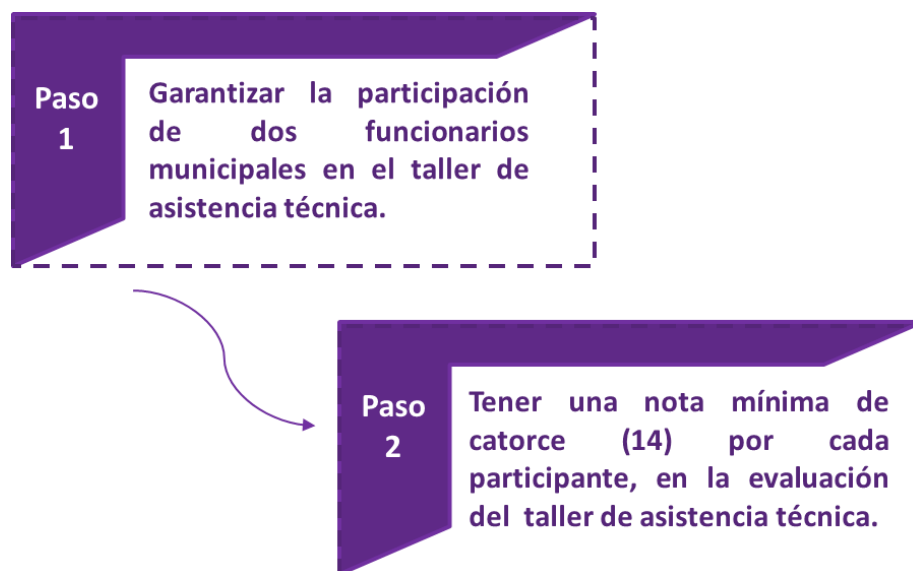 Paso
1
Garantizar la participación
de dos funcionarios
municipales en el taller de
asistencia técnica.
Paso
2
Tener una nota mínima de
catorce (14) por cada
participante, en la evaluación
del taller de asistencia técnica.